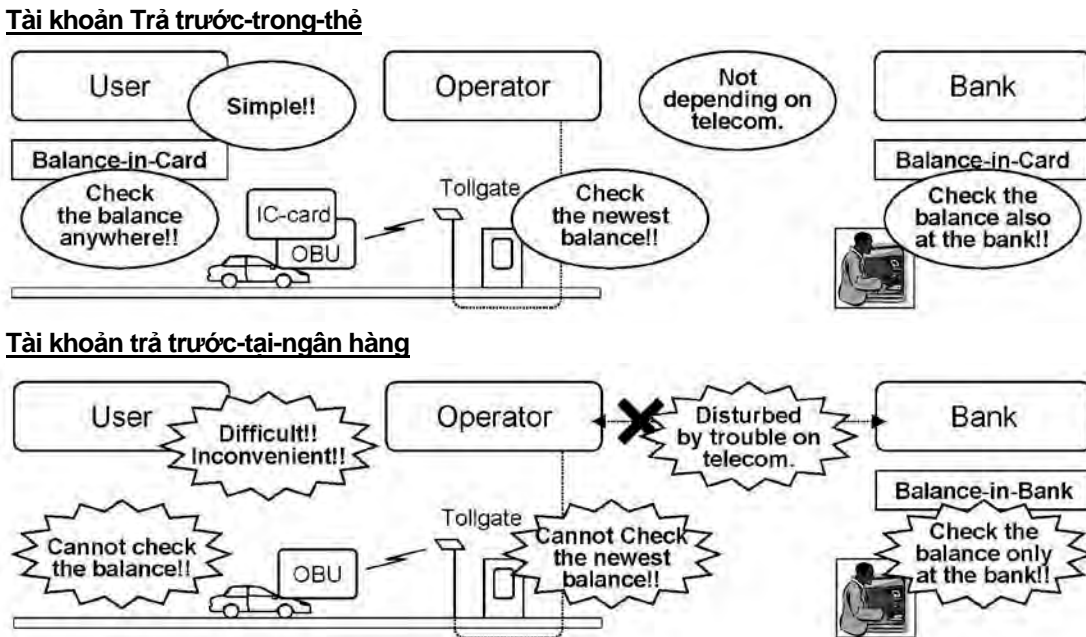 Tài khoản Trả trước-trong-thẻ
User
Simple!!
Operator
Not
depending on
telecom.
Bank
Balance-in-Card
Check
the balance
anywhere!!
IC-card
OBU
Tollgate
Check
the newest
balance!!
Balance-in-Card
Check the
balance also
at the bank!!
Tài khoản trả trước-tại-ngân hàng
User
Difficult!!
Inconvenient!!
Operator
Disturbed
by trouble on
telecom.
Bank
Cannot check
the balance!!
OBU
Tollgate
Cannot Check
the newest
balance!!
Balance-in-Bank
Check the
balance only
at the bank!!